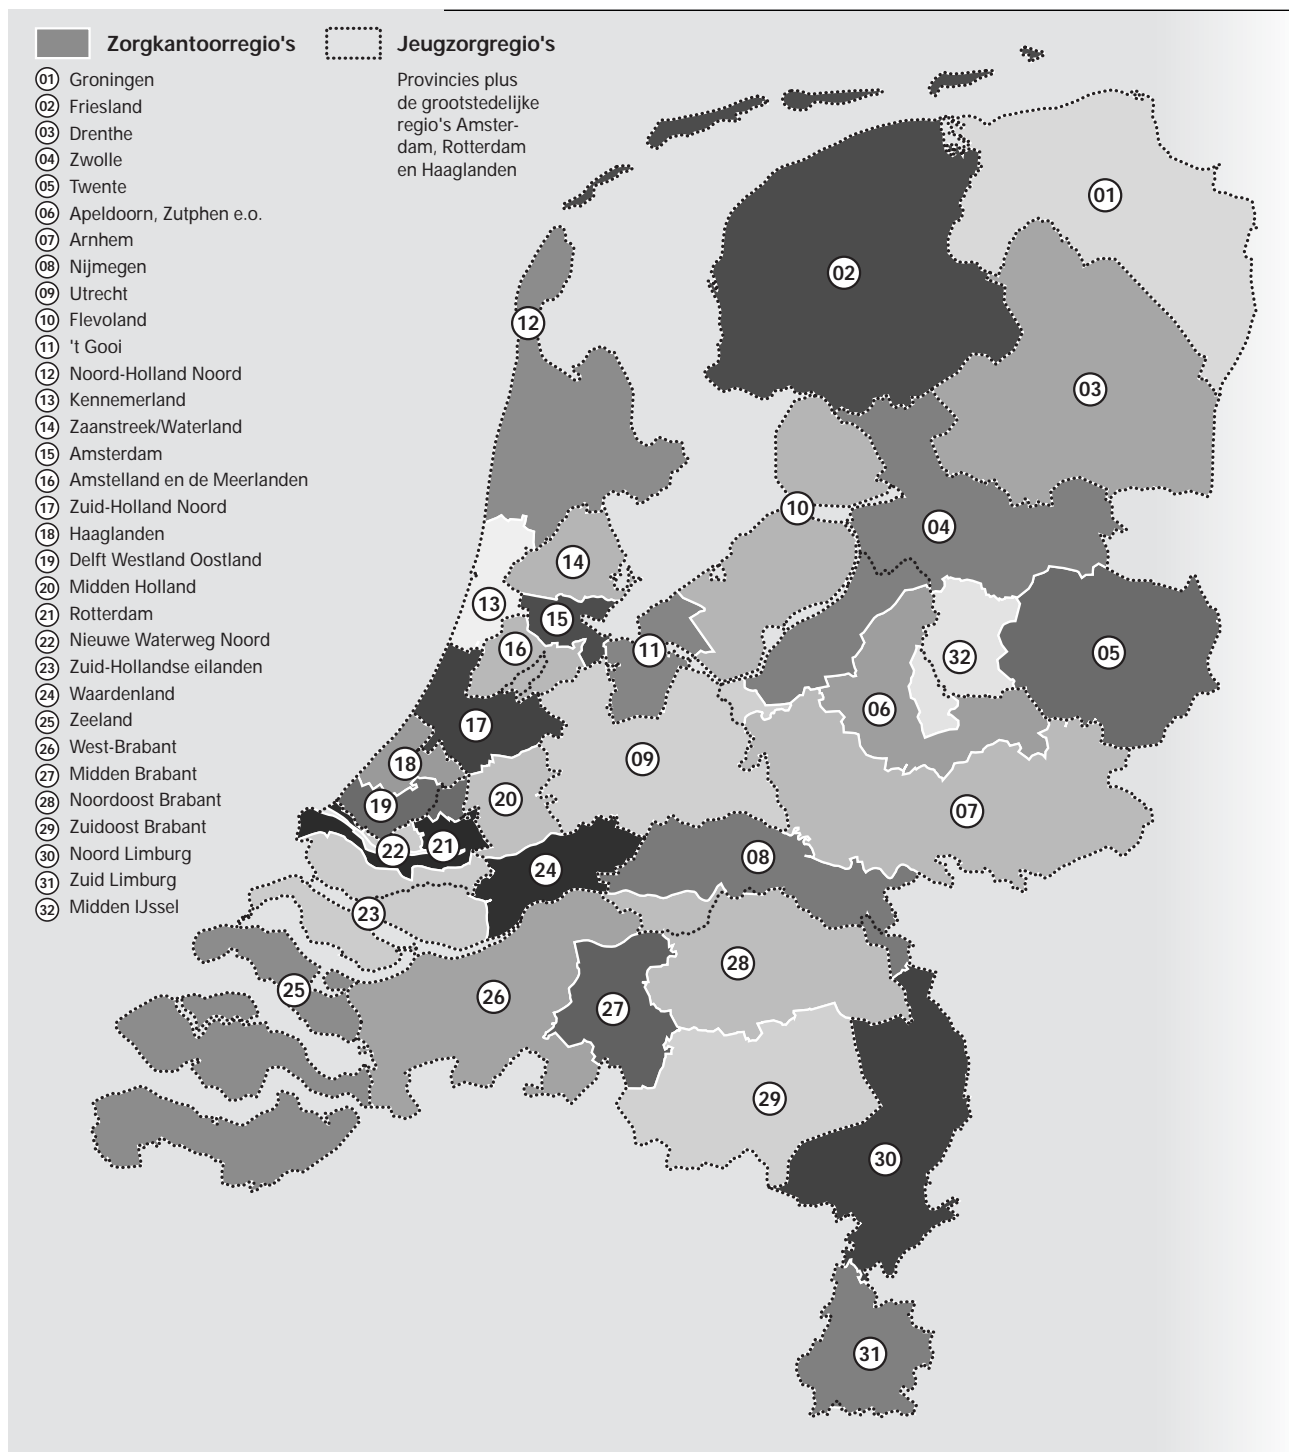 Zorgkantoorregio's
01 Groningen
02 Friesland
03 Drenthe
04 Zwolle
05 Twente
06 Apeldoorn, Zutphen e.o.
07 Arnhem
08 Nijmegen
09 Utrecht
10 Flevoland
11 't Gooi
12 Noord-Holland Noord
13 Kennemerland
14 Zaanstreek/Waterland
15 Amsterdam
16 Amstelland en de Meerlanden
17 Zuid-Holland Noord
18 Haaglanden
19 Delft Westland Oostland
20 Midden Holland
21 Rotterdam
22 Nieuwe Waterweg Noord
23 Zuid-Hollandse eilanden
24 Waardenland
25 Zeeland
26 West-Brabant
27 Midden Brabant
28 Noordoost Brabant
29 Zuidoost Brabant
30 Noord Limburg
31 Zuid Limburg
32 Midden IJssel
Jeugzorgregio's
Provincies plus
de grootstedelijke
regio's Amster-
dam, Rotterdam
en Haaglanden
01
02
12
03
10
04
14
13
15
11
16
32
05
06
17
09
18
19
20
07
22
21
08
24
23
28
25
26
27
29
30
31